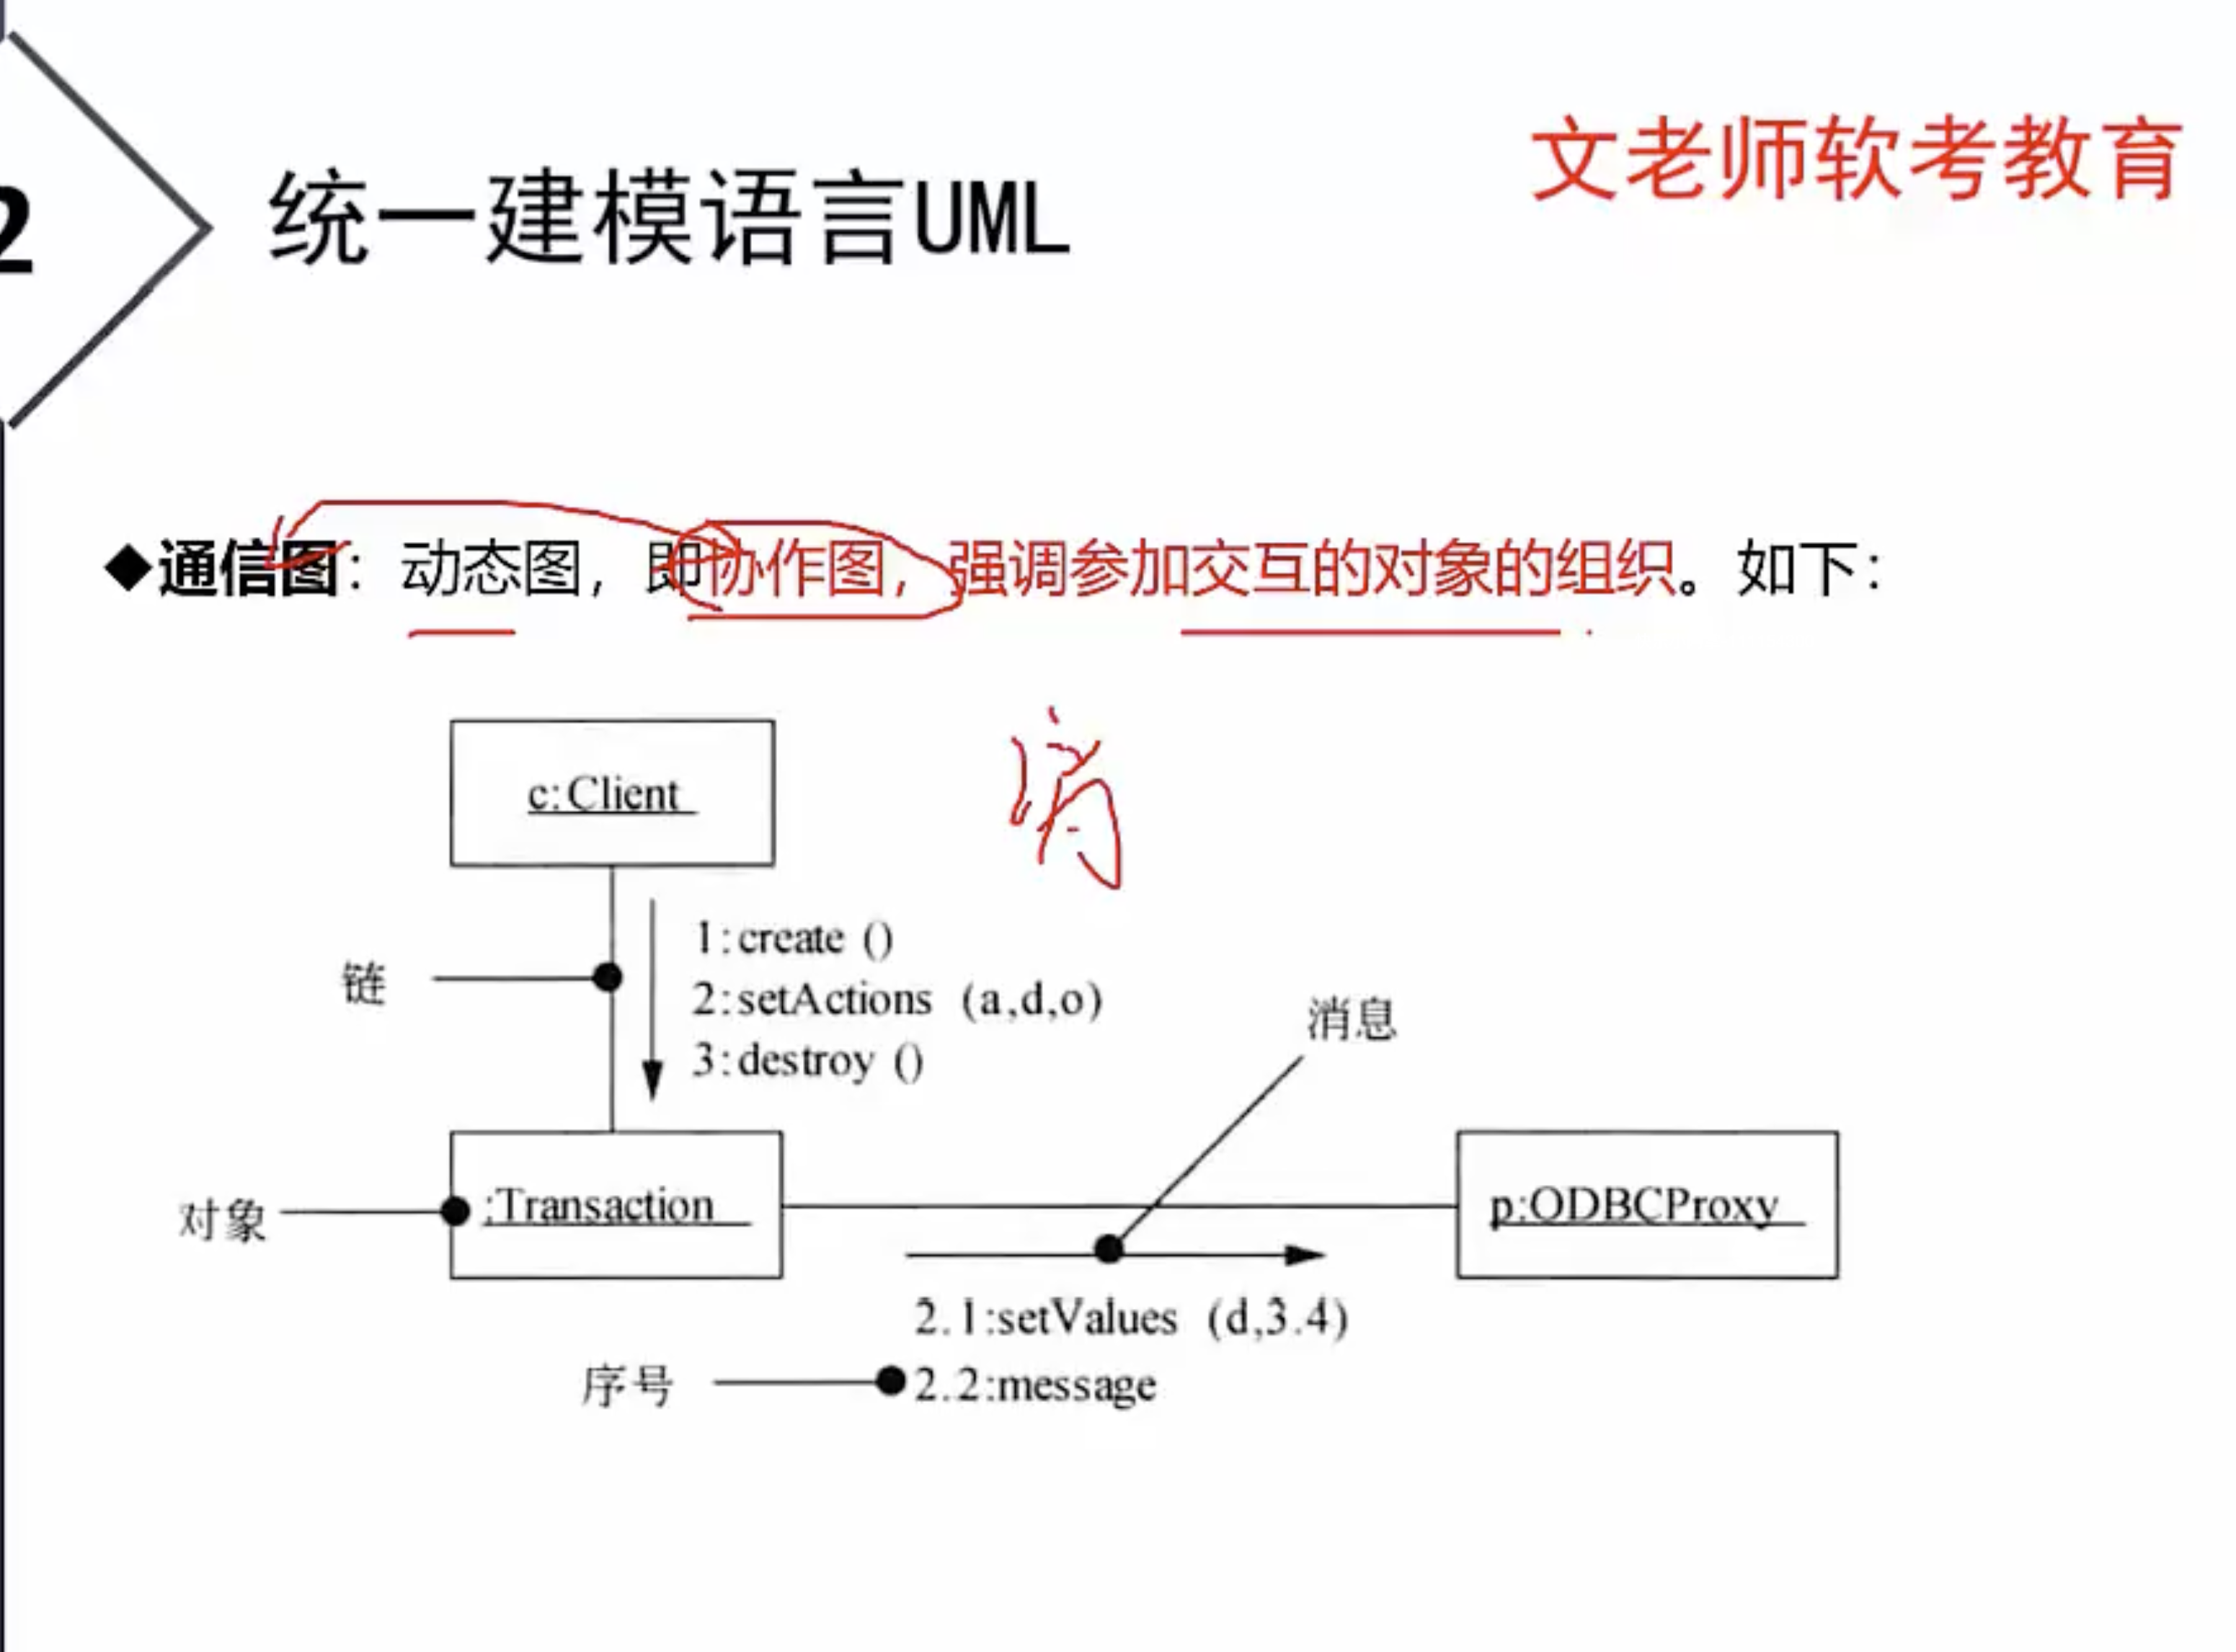 文老师软考教育
2
统一建模语言UML
◆通信图：动态图，即协作图，强调参加交互的对象的组织。如下：
c:Client
链
1:create ()
2:setActions (a,d,o)
3:destroy ()
消息
对象
:Transaction
p:ODBCProxy
2.1:setValues (d,3.4)
序号
2.2:message